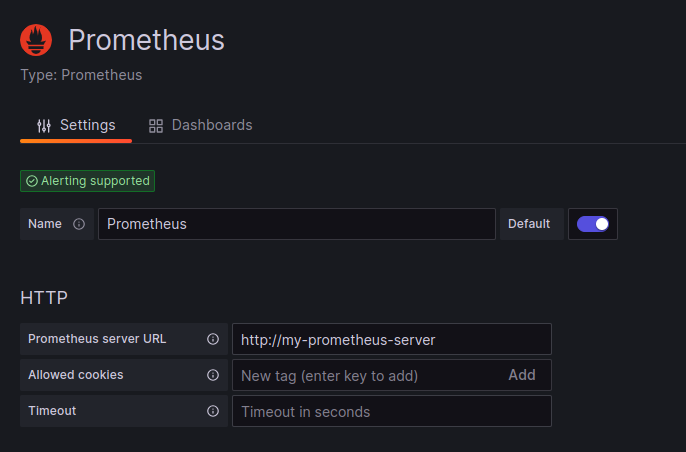 Prometheus
Type: Prometheus
Settings Dashboards
Alerting supported
Name Prometheus Default
HTTP
Prometheus server URL http://my-prometheus-server
Allowed cookies New tag (enter key to add) Add
Timeout Timeout in seconds